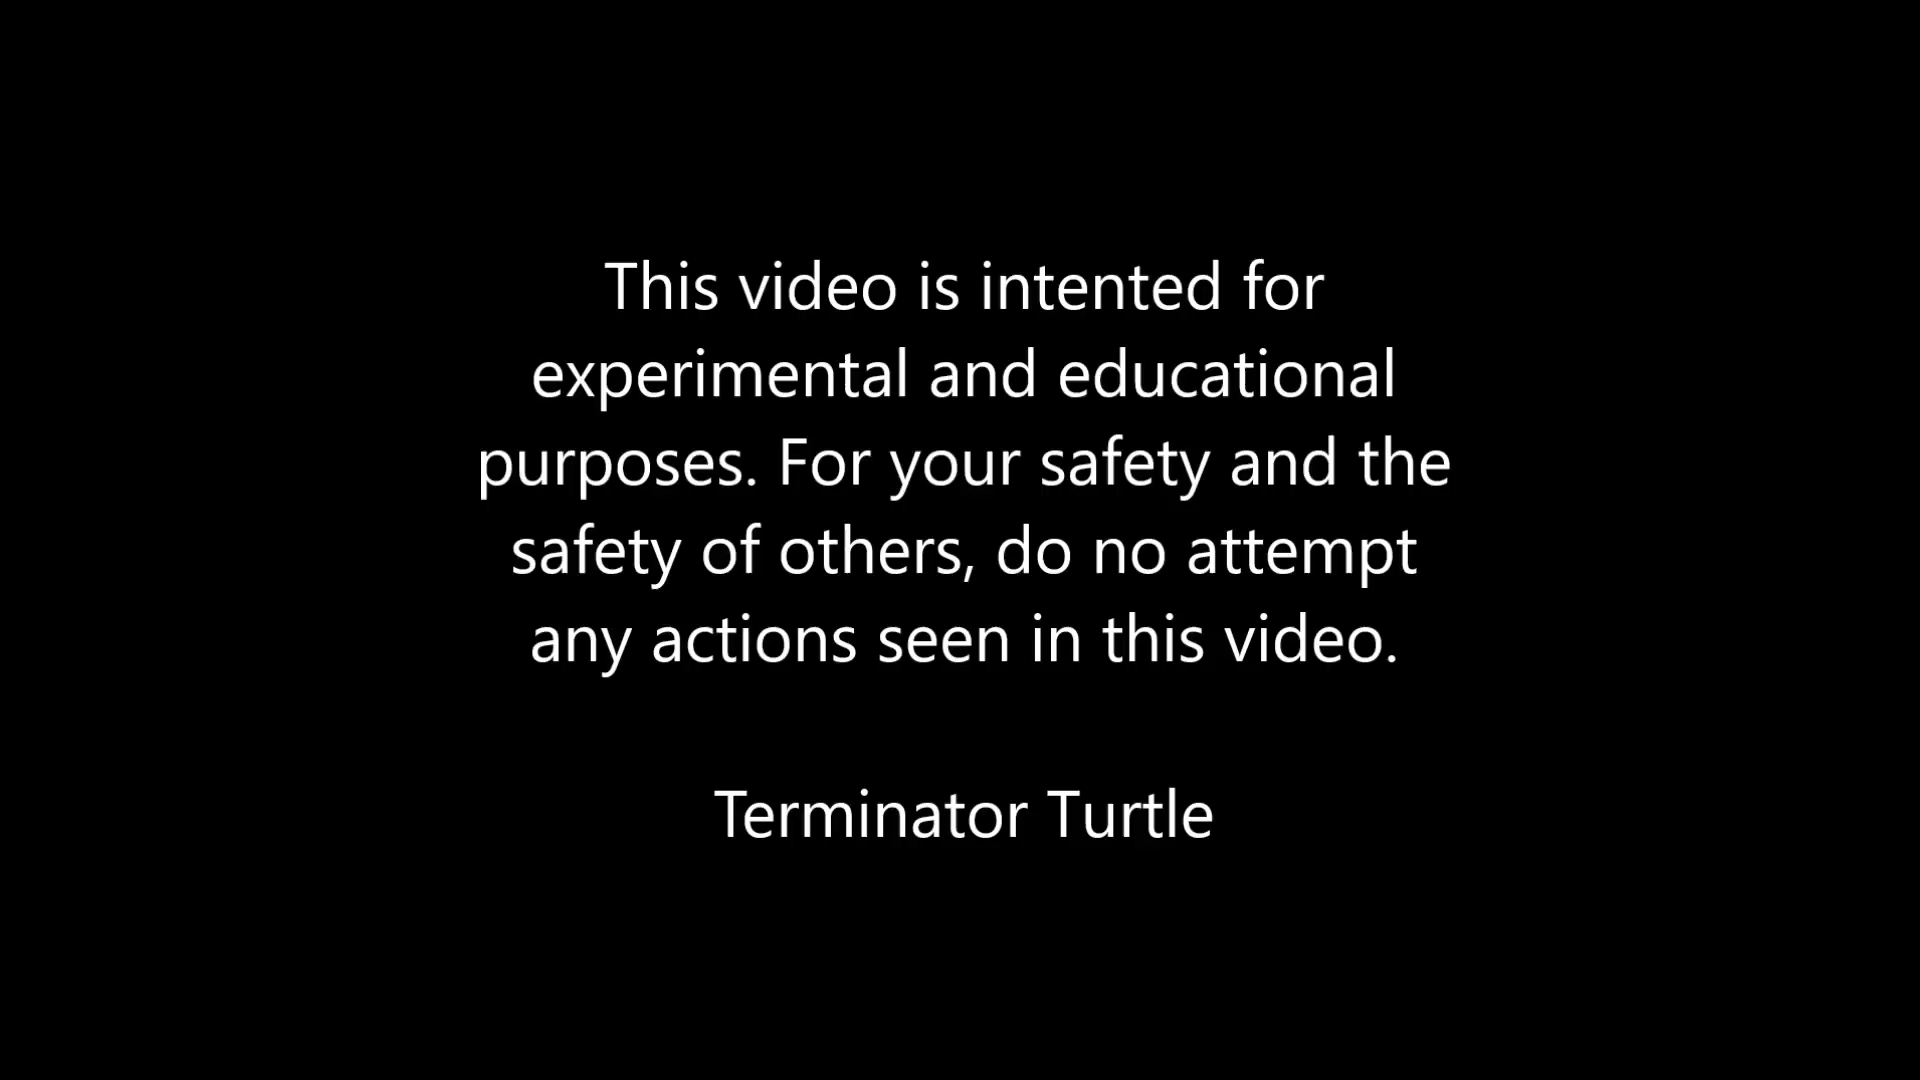 This video is intented for
experimental and educational
purposes. For your safety and the
safety of others, do no attempt
any actions seen in this video.
Terminator Turtle